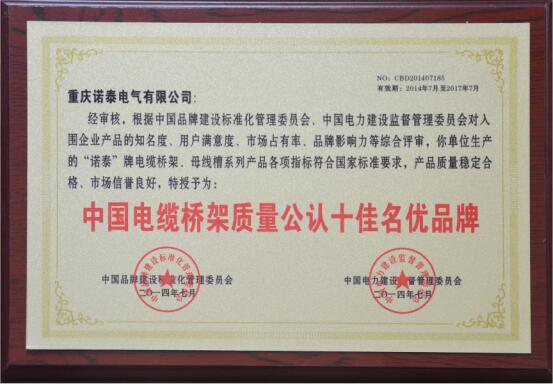 NO：CBD201407185
有效期：2014年7月至2017年7月
重庆诺泰电气有限公司：
经审核，根据中国品牌建设标准化管理委员会、中国电力建设监督管理委员会对入
围企业产品的知名度、用户满意度、市场占有率、品牌影响力等综合评审，你单位生产
的“诺泰”牌电缆桥架、母线槽系列产品各项指标符合国家标准要求，产品质量稳定合
格、市场信誉良好，特授予为：
中国电缆桥架质量公认十佳名优品牌
中国品牌建设标准化管理委员会
二〇一四年七月
中国电力建设监督管理委员会
二〇一四年七月